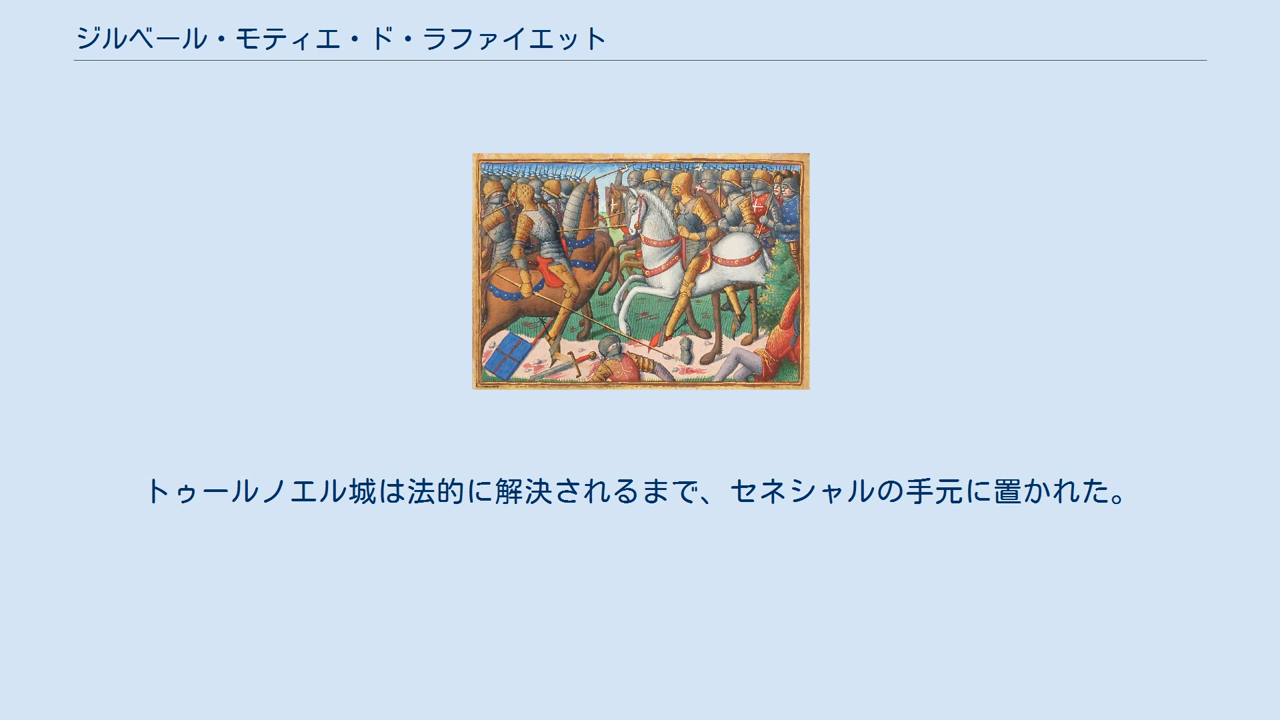 ジルベール・モティエ・ド・ラファイエット
トゥールノエル城は法的に解決されるまで、セネシャルの手元に置かれた。